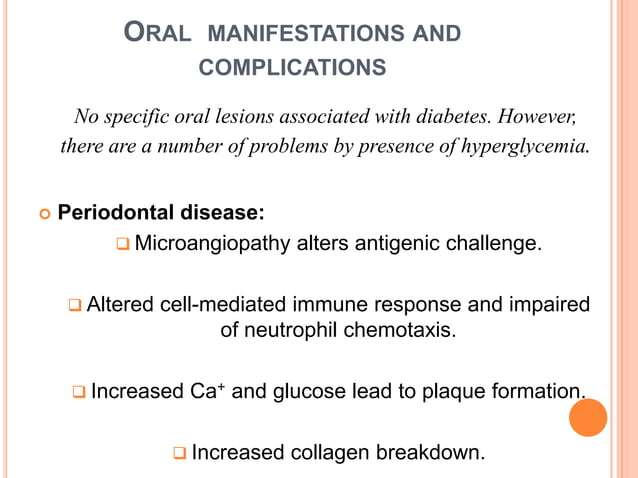 ORAL MANIFESTATIONS AND
COMPLICATIONS
No specific oral lesions associated with diabetes. However,
there are a number of problems by presence of hyperglycemia.
Periodontal disease:
Microangiopathy alters antigenic challenge.
Altered cell-mediated immune response and impaired
of neutrophil chemotaxis.
Increased Ca⁺ and glucose lead to plaque formation.
Increased collagen breakdown.